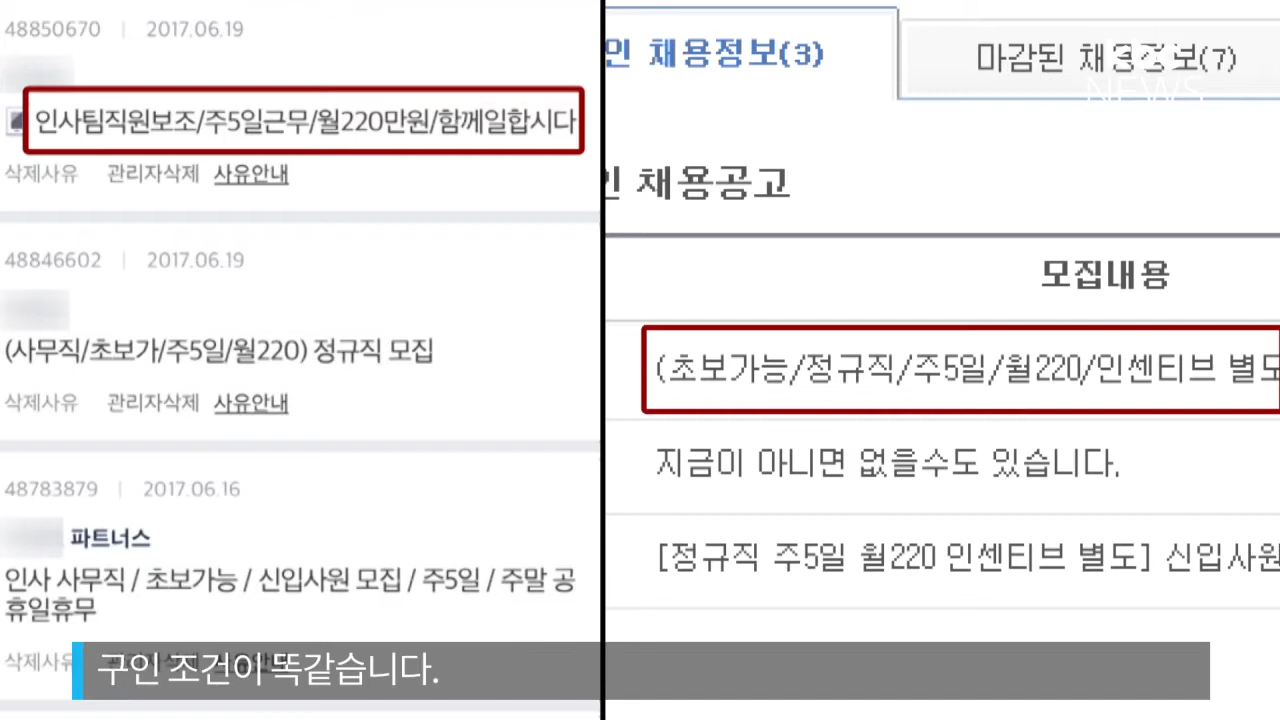 48850670 | 2017.06.19
인사팀직원보조/주5일근무/월220만원/함께일합시다
삭제사유 관리자삭제 사유안내
48846602 | 2017.06.19
(사무직/초보가/주5일/월220) 정규직 모집
삭제사유 관리자삭제 사유안내
48783879 | 2017.06.16
파트너스
인사 사무직 / 초보가능 / 신입사원 모집 / 주5일 / 주말 공
휴일휴무
삭제사유 관리자삭제 사유안내
인 채용정보(3)
마감된 채용정보(7)
NEWS
인 채용공고
모집내용
(초보가능/정규직/주5일/월220/인센티브 별도
지금이 아니면 없을수도 있습니다.
[정규직 주5일 월220 인센티브 별도] 신입사원
구인 조건이 똑같습니다.